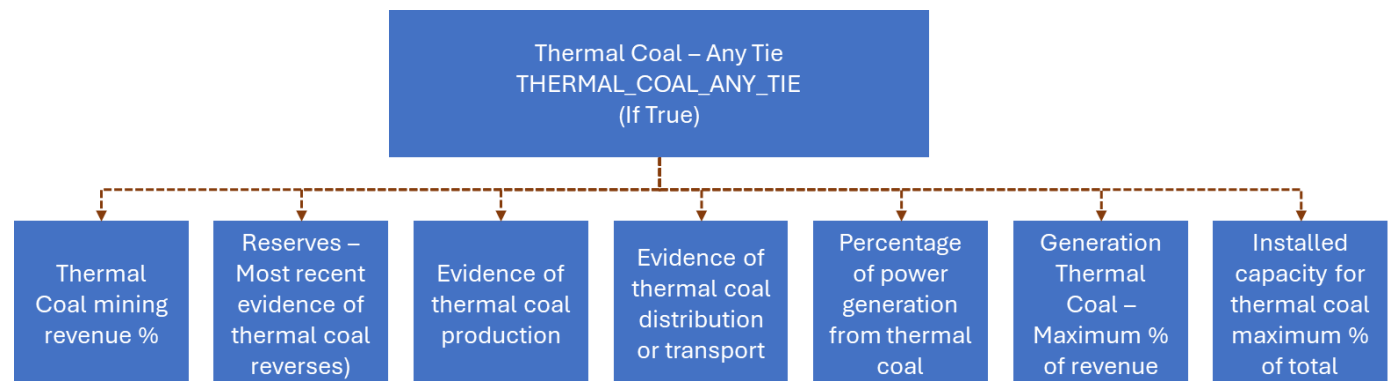 Thermal Coal – Any Tie
THERMAL_COAL_ANY_TIE
(If True)
Thermal
Coal mining
revenue %
Reserves –
Most recent
evidence of
thermal coal
reverses)
Evidence of
thermal coal
production
Evidence of
thermal coal
distribution
or transport
Percentage
of power
generation
from thermal
coal
Generation
Thermal
Coal –
Maximum %
of revenue
Installed
capacity for
thermal coal
maximum %
of total